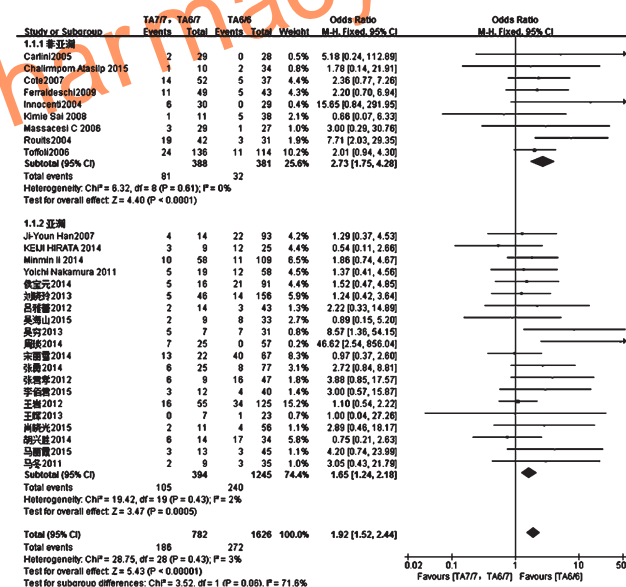 harmac
TA7/7, TA6/7 TA6/6 Odds Ratio Odds Ratio
Study or Subgroup Events Total Events Total Weight M-H. Fixed. 95% CI M-H. Fixed. 95% CI
1.1.1 非亚洲
Carlini2005 2 29 0 28 0.5% 5.18 [0.24, 112.89]
Chalirmporn Atasilp 2015 1 10 2 34 0.8% 1.78 [0.14, 21.91]
Cote2007 14 52 5 37 4.2% 2.36 [0.77, 7.26]
Ferraldeschi2009 11 49 5 43 4.2% 2.20 [0.70, 6.94]
Innocenti2004 6 30 0 29 0.4% 15.65 [0.84, 291.95]
Kimie Sai 2008 1 11 5 38 2.0% 0.66 [0.07, 6.33]
Massacesi C 2006 3 29 1 27 0.9% 3.00 [0.29, 30.76]
Rouits2004 19 42 3 31 1.9% 7.71 [2.03, 29.35]
Toffoli2006 24 136 11 114 10.2% 2.01 [0.94, 4.30]
Subtotal (95% CI) 388 381 25.6% 2.73 [1.75, 4.28]
Total events 81 32
Heterogeneity: Chi² = 6.32, df = 8 (P = 0.61); I² = 0%
Test for overall effect: Z = 4.40 (P < 0.0001)
1.1.2 亚洲
Ji-Youn Han2007 4 14 22 93 4.2% 1.29 [0.37, 4.53]
KEIJI HIRATA 2014 3 9 12 25 4.4% 0.54 [0.11, 2.66]
Minmin li 2014 10 58 11 109 6.6% 1.86 [0.74, 4.67]
Yoichi Nakamura 2011 5 19 12 58 4.5% 1.37 [0.41, 4.56]
侯宝元2014 5 16 21 91 4.2% 1.52 [0.47, 4.85]
刘晓玲2013 5 46 14 156 6.0% 1.24 [0.42, 3.64]
吕雅蕾2012 2 14 3 43 1.3% 2.22 [0.33, 14.89]
吴海山2015 2 9 8 33 2.5% 0.89 [0.15, 5.20]
吴穷2013 5 7 7 31 0.7% 8.57 [1.36, 54.15]
周琰2014 7 25 0 57 0.2% 46.62 [2.54, 856.04]
宋丽雪2014 13 22 40 67 8.3% 0.97 [0.37, 2.60]
张勇2014 6 25 8 77 3.0% 2.72 [0.84, 8.81]
张雪季2012 6 9 16 47 1.7% 3.88 [0.85, 17.57]
李佰君2015 3 12 4 40 1.3% 3.00 [0.57, 15.87]
王岩2012 16 55 34 125 15.1% 1.10 [0.54, 2.22]
王辉2013 0 7 1 23 0.7% 1.00 [0.04, 27.26]
肖晓光2015 2 11 4 56 1.1% 2.89 [0.46, 18.17]
胡兴胜2014 6 14 17 34 5.4% 0.75 [0.21, 2.63]
马丽霞2015 3 13 3 45 1.1% 4.20 [0.74, 23.99]
马冬2011 2 9 3 35 1.0% 3.05 [0.43, 21.79]
Subtotal (95% CI) 394 1245 74.4% 1.65 [1.24, 2.18]
Total events 105 240
Heterogeneity: Chi² = 19.42, df = 19 (P = 0.43); I² = 2%
Test for overall effect: Z = 3.47 (P = 0.0005)
Total (95% CI) 782 1626 100.0% 1.92 [1.52, 2.44]
Total events 186 272
Heterogeneity: Chi² = 28.75, df = 28 (P = 0.43); I² = 3%
Test for overall effect: Z = 5.43 (P < 0.00001)
Test for subgroup differences: Chi² = 3.52, df = 1 (P = 0.06), I² = 71.6%
0.02 0.1 1 10 50
Favours [TA7/7, TA6/7] Favours [TA6/6]